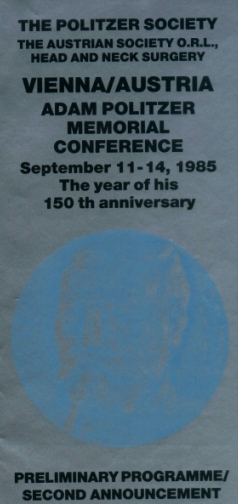 THE POLITZER SOCIETY
THE AUSTRIAN SOCIETY O.R.L.,
HEAD AND NECK SURGERY
VIENNA/AUSTRIA
ADAM POLITZER
MEMORIAL
CONFERENCE
September 11-14, 1985
The year of his
150 th anniversary
PRELIMINARY PROGRAMME/
SECOND ANNOUNCEMENT